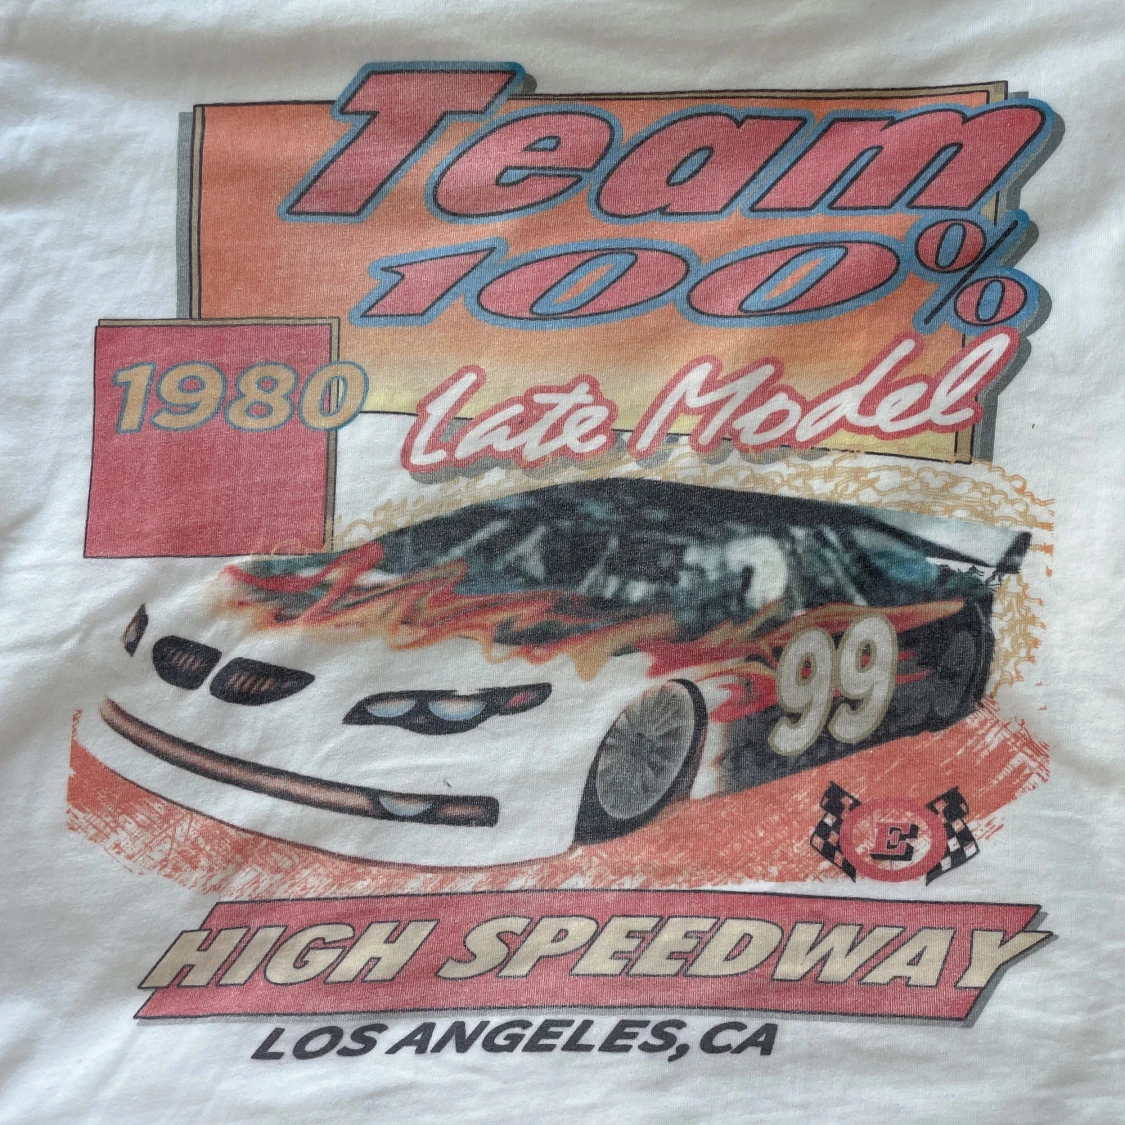 Team
100%
1980
Late Model
99
E
HIGH SPEEDWAY
LOS ANGELES, CA